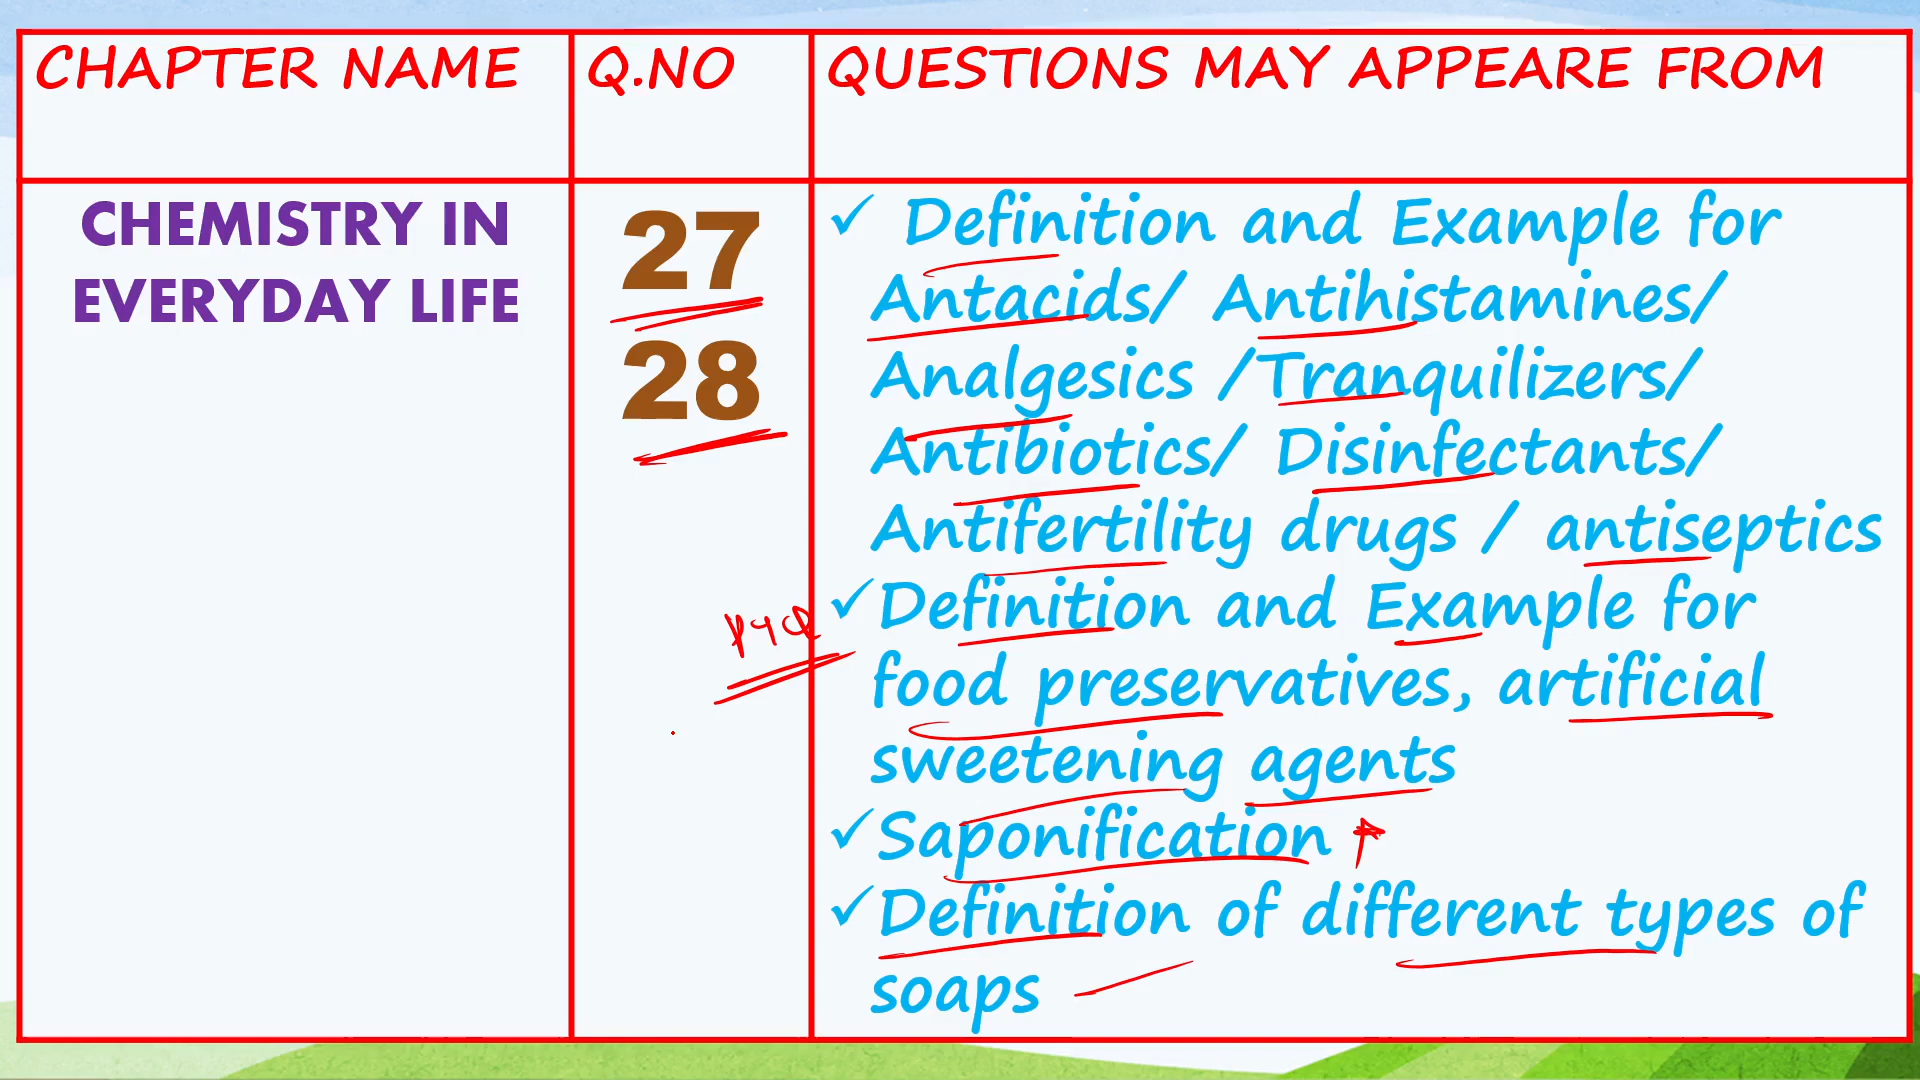 CHAPTER NAME
Q.NO
QUESTIONS MAY APPEARE FROM
CHEMISTRY IN
EVERYDAY LIFE
27
28
✓ Definition and Example for
Antacids/ Antihistamines/
Analgesics /Tranquilizers/
Antibiotics/ Disinfectants/
Antifertility drugs / antiseptics
✓Definition and Example for
food preservatives, artificial
sweetening agents
✓Saponification
✓Definition of different types of
soaps
PYQ